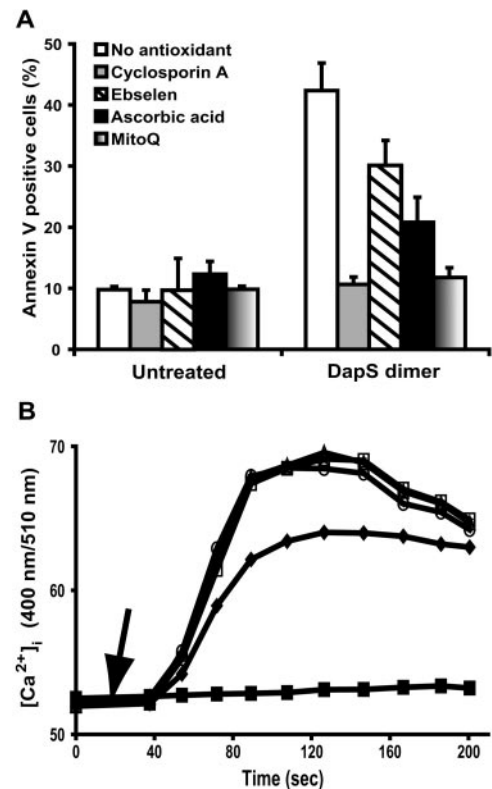 A
50
40
30
20
10
0
Annexin V positive cells (%)
No antioxidant
Cyclosporin A
Ebselen
Ascorbic acid
MitoQ
Untreated
DapS dimer
B
70
62
50
[Ca²⁺]i (400 nm/510 nm)
0
40
80
120
160
200
Time (sec)